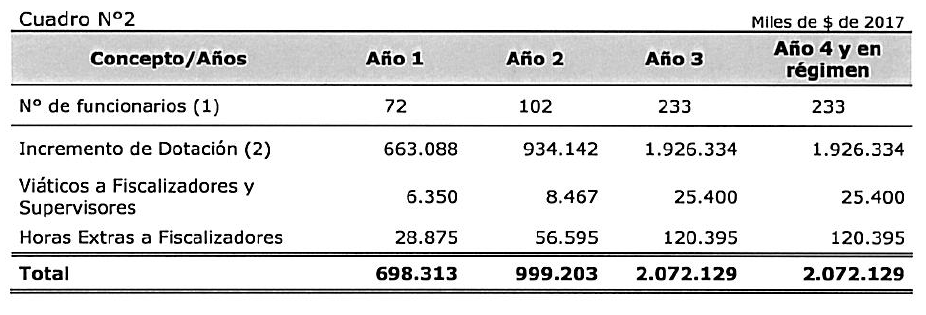 Cuadro Nº2
Miles de $ de 2017
Concepto/Años Año 1 Año 2 Año 3 Año 4 y en régimen
Nº de funcionarios (1) 72 102 233 233
Incremento de Dotación (2) 663.088 934.142 1.926.334 1.926.334
Viáticos a Fiscalizadores y Supervisores 6.350 8.467 25.400 25.400
Horas Extras a Fiscalizadores 28.875 56.595 120.395 120.395
Total 698.313 999.203 2.072.129 2.072.129